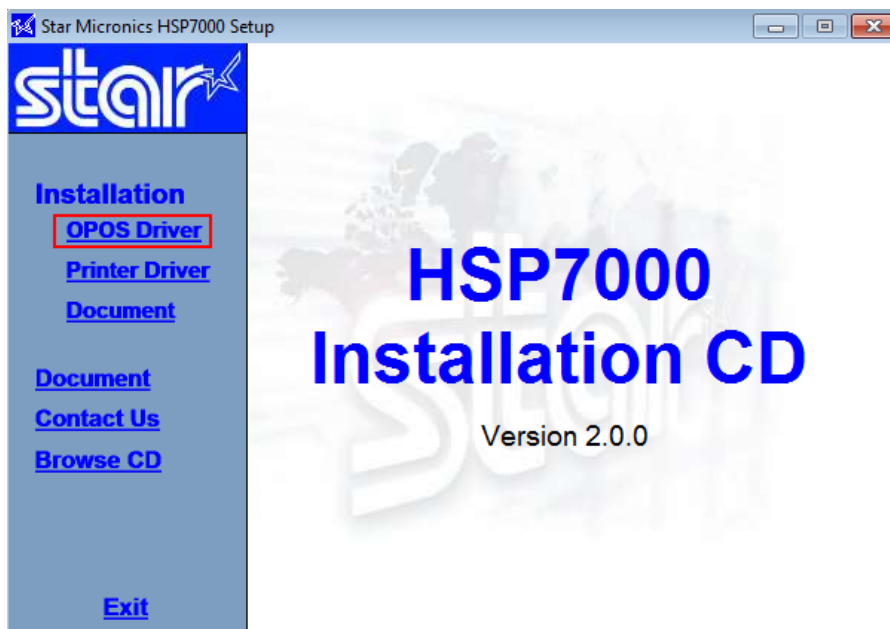 Star Micronics HSP7000 Setup
star
Installation
OPOS Driver
Printer Driver
Document
Document
Contact Us
Browse CD
Exit
HSP7000
Installation CD
Version 2.0.0
star